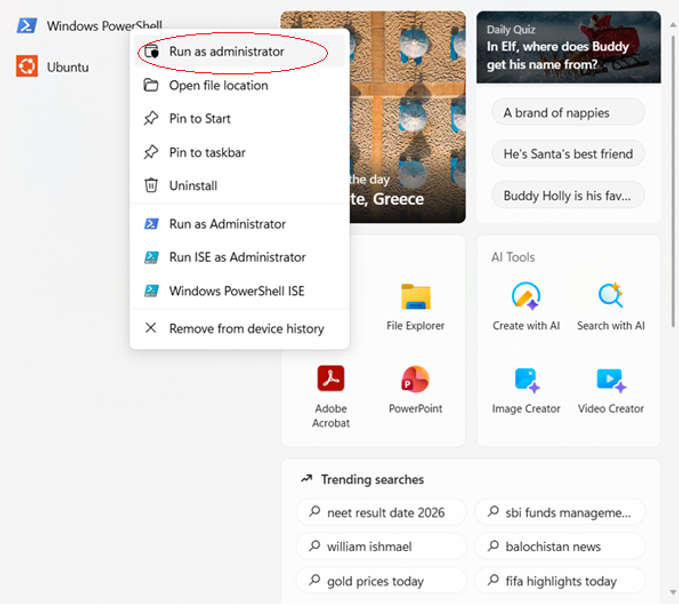 Windows PowerShell
Ubuntu
Run as administrator
Open file location
Pin to Start
Pin to taskbar
Uninstall
Run as Administrator
Run ISE as Administrator
Windows PowerShell ISE
Remove from device history
the day
te, Greece
Daily Quiz
In Elf, where does Buddy
get his name from?
A brand of nappies
He's Santa's best friend
Buddy Holly is his fav...
File Explorer
Adobe
Acrobat
PowerPoint
AI Tools
Create with AI
Search with AI
Image Creator
Video Creator
Trending searches
neet result date 2026
sbi funds manageme...
william ishmael
balochistan news
gold prices today
fifa highlights today